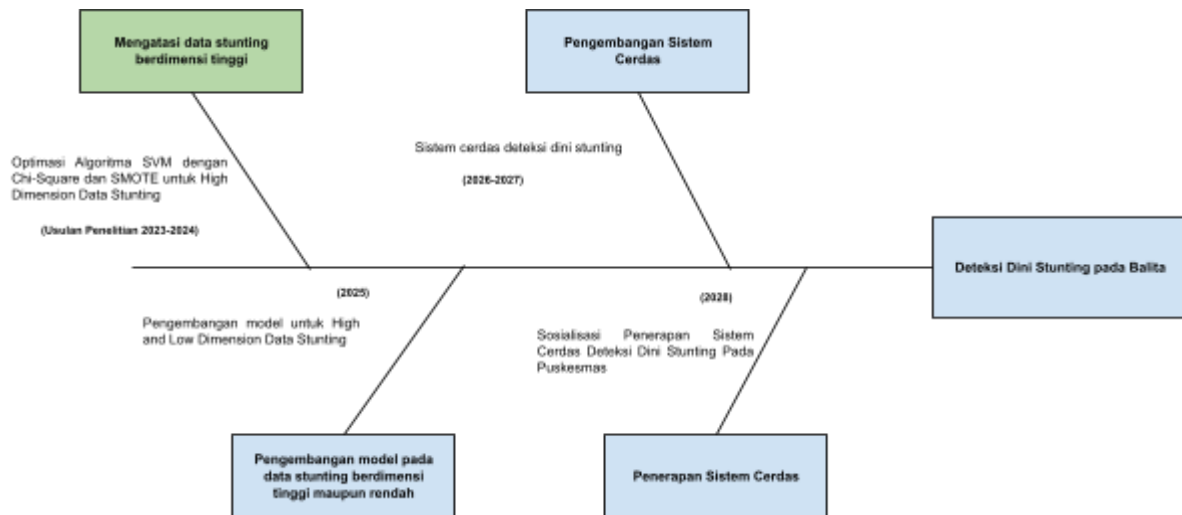 Mengatasi data stunting
berdimensi tinggi
Pengembangan Sistem
Cerdas
Optimasi Algoritma SVM dengan
Chi-Square dan SMOTE untuk High
Dimension Data Stunting
(Usulan Penelitian 2023-2024)
Sistem cerdas deteksi dini stunting
(2026-2027)
Deteksi Dini Stunting pada Balita
(2025)
Pengembangan model untuk High
and Low Dimension Data Stunting
(2028)
Sosialisasi Penerapan Sistem
Cerdas Deteksi Dini Stunting Pada
Puskesmas
Pengembangan model pada
data stunting berdimensi
tinggi maupun rendah
Penerapan Sistem Cerdas